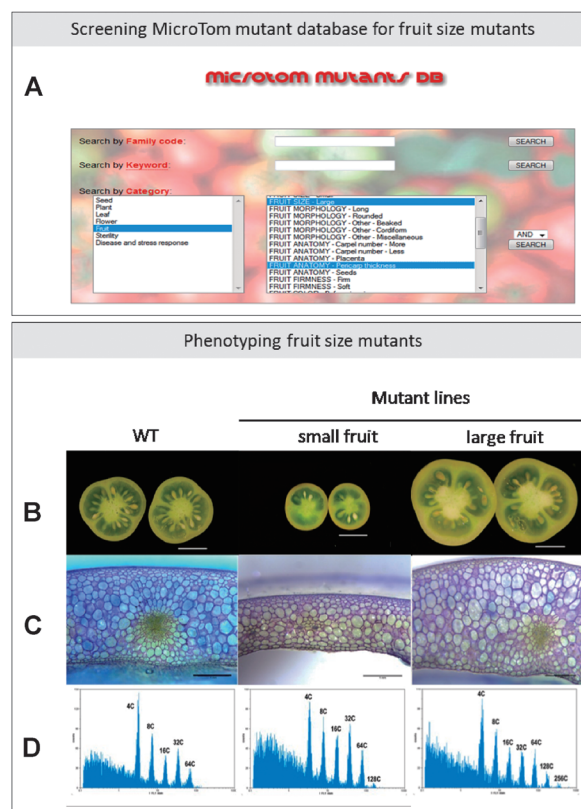 Screening MicroTom mutant database for fruit size mutants
A
microtom mutants DB
Search by Family code:
SEARCH
Search by Keyword:
SEARCH
Search by Category:
Seed
Plant
Leaf
Flower
Fruit
Sterility
Disease and stress response
FRUIT SIZE - Large
FRUIT MORPHOLOGY - Long
FRUIT MORPHOLOGY - Rounded
FRUIT MORPHOLOGY - Other - Beaked
FRUIT MORPHOLOGY - Other - Cordiform
FRUIT MORPHOLOGY - Other - Miscellaneous
FRUIT ANATOMY - Carpel number - More
FRUIT ANATOMY - Carpel number - Less
FRUIT ANATOMY - Placenta
FRUIT ANATOMY - Pericarp thickness
FRUIT ANATOMY - Seeds
FRUIT FIRMNESS - Firm
FRUIT FIRMNESS - Soft
AND
SEARCH
Phenotyping fruit size mutants
Mutant lines
WT
small fruit
large fruit
B
C
D
4C
8C
16C
32C
64C
4C
8C
16C
32C
64C
128C
4C
8C
16C
32C
64C
128C
256C